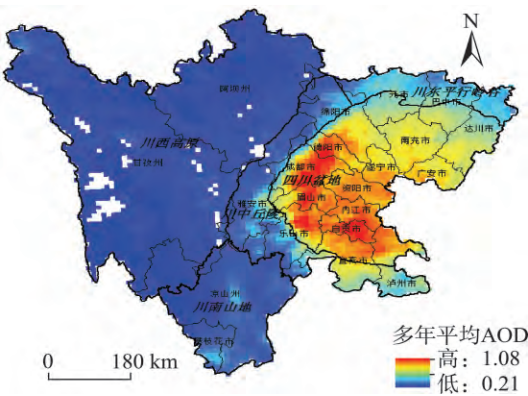 N
阿坝州
川东平行岭谷
巴中市
绵阳市
达川市
川西高原
德阳市
南充市
甘孜州
成都市
遂宁市
广安市
四川盆地
资阳市
眉山市
雅安市
川中丘陵
内江市
自贡市
乐山市
宜宾市
泸州市
凉山州
川南山地
攀枝花市
多年平均AOD
高：1.08
低：0.21
0
180 km